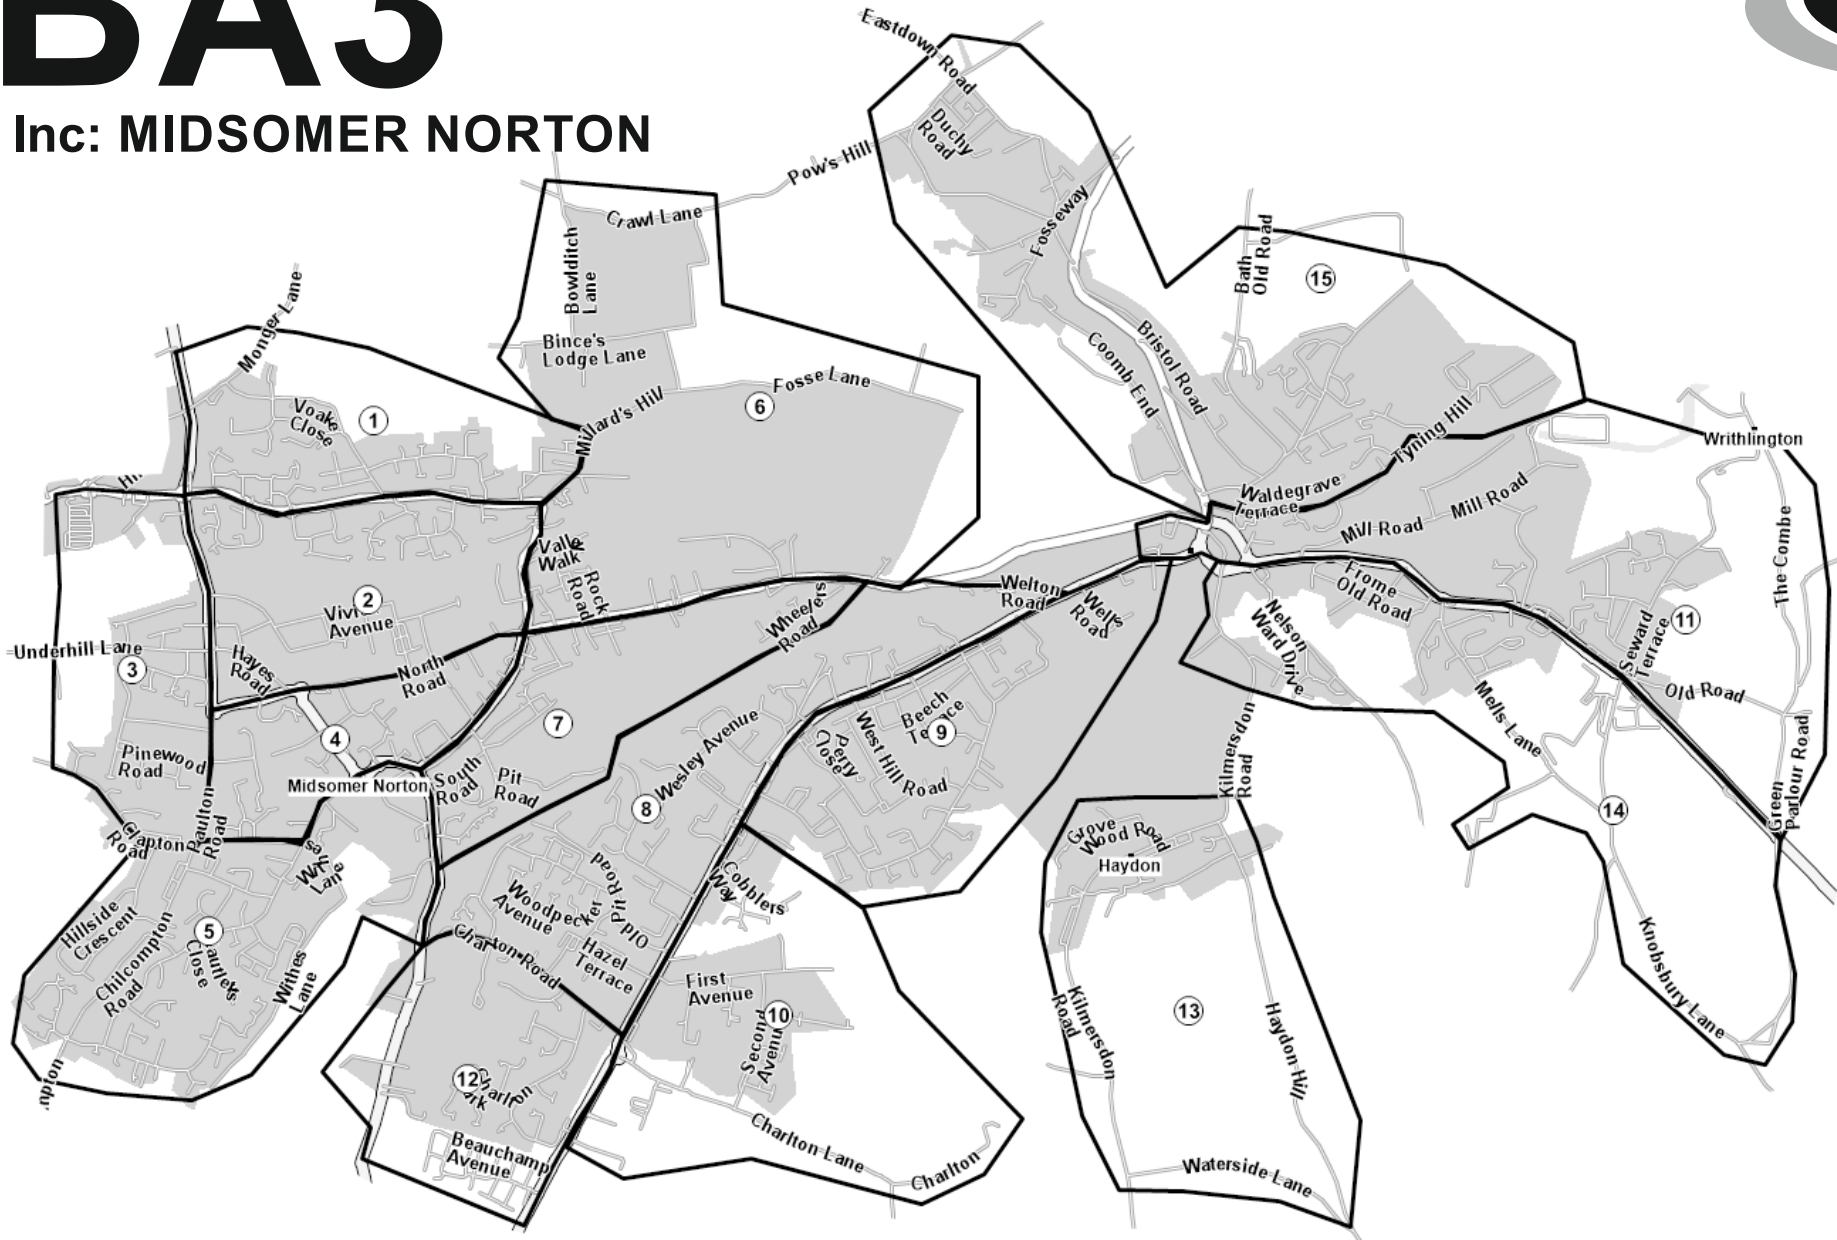 BA3
Inc: MIDSOMER NORTON
Eastdown Road
Duchy
Road
Pow's Hill
Crawl Lane
Fosseway
Bowlditch
Lane
Bath
Old Road
15
Monger Lane
Bince's
Lodge Lane
Coomb End
Bristol Road
Voake
Close
1
Millard's Hill
Fosse Lane
6
Tyning Hill
Writhlington
Waldegrave
Terrace
Mill Road
Mill Road
The Combe
Walk
Rock
Road
2
Avenue
Welton
Road
Wells
Road
Wheelers
Road
Frome
Old Road
Nelson
Ward Drive
Seward
Terrace
11
Underhill Lane
3
Hayes
Road
North
Road
Old Road
Mells Lane
4
7
Beech
9
Perry
Close
West Hill Road
Kilmersdon
Road
Pinewood
Road
Midsomer Norton
South
Road
Pit
Road
Wesley Avenue
8
Green
Parlour Road
14
Paulton
Road
Clapton
Road
Grove
Wood Road
Haydon
Cobblers
Way
Woodpecker
Avenue
Old Pit Road
Hillside
Crescent
Chilcompton
Road
5
Close
Withes
Lane
Road
Hazel
Terrace
First
Avenue
10
Second
Avenue
Kilmersdon
Road
13
Haydon Hill
Knobsbury Lane
12
Beauchamp
Avenue
Charlton Lane
Charlton
Waterside Lane